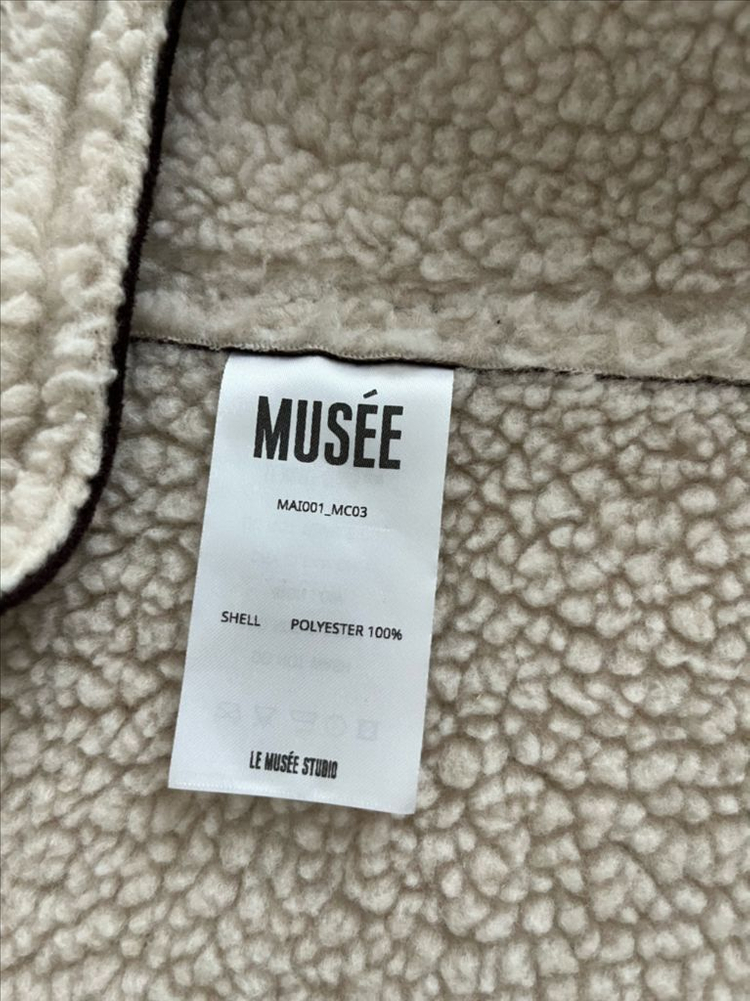 MUSÉE
MAI001_MC03
SHELL POLYESTER 100%
LE MUSÉE STUDIO